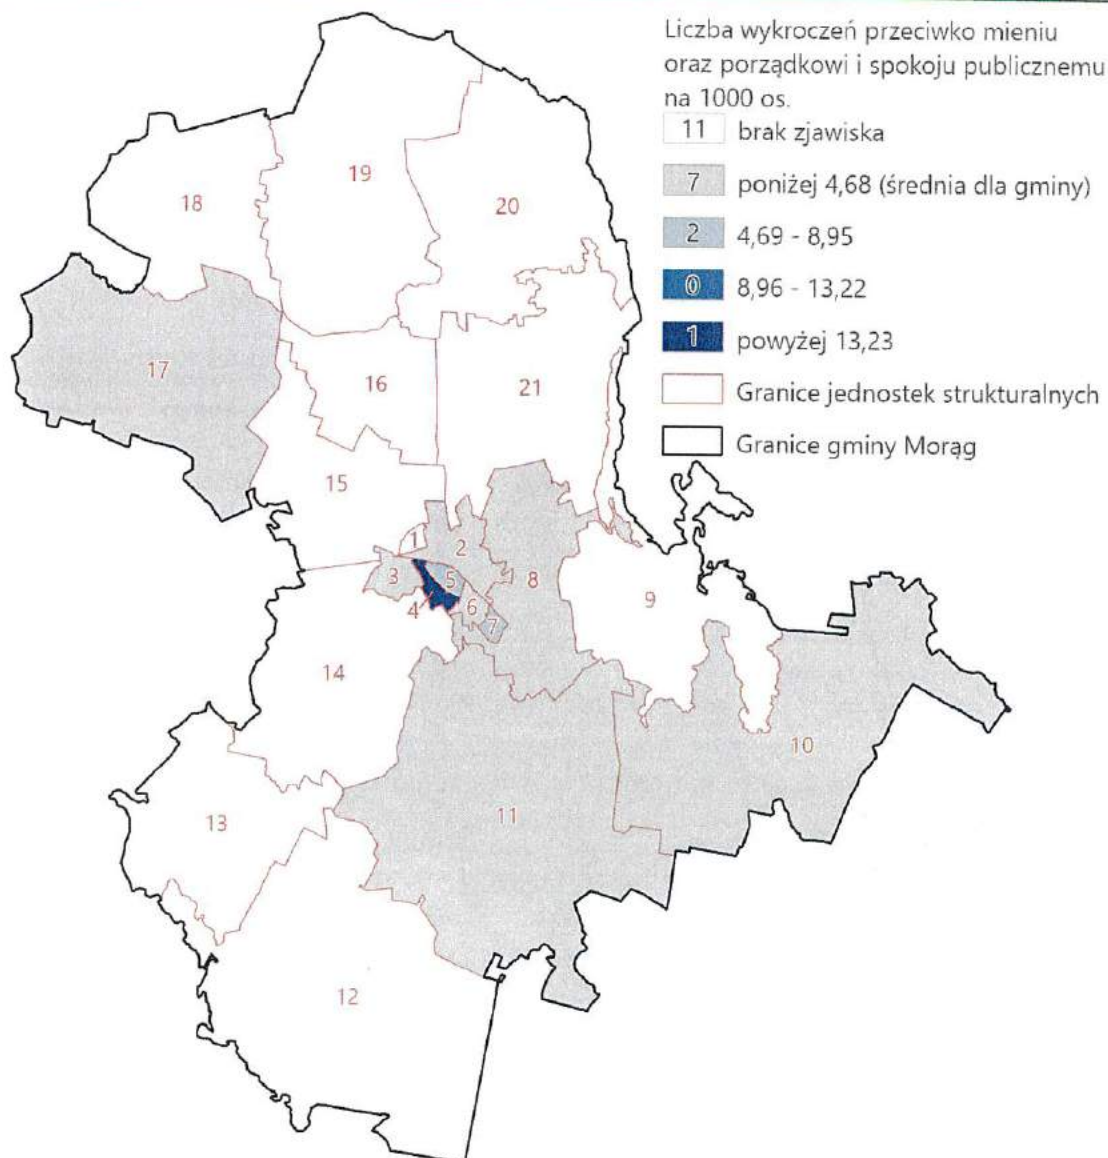 Liczba wykroczeń przeciwko mieniu
oraz porządkowi i spokoju publicznemu
na 1000 os.
11 brak zjawiska
7 poniżej 4,68 (średnia dla gminy)
2 4,69 - 8,95
0 8,96 - 13,22
1 powyżej 13,23
Granice jednostek strukturalnych
Granice gminy Morąg
19
18
20
17
16
21
15
1
2
3
5
8
4
6
9
7
14
10
11
13
12